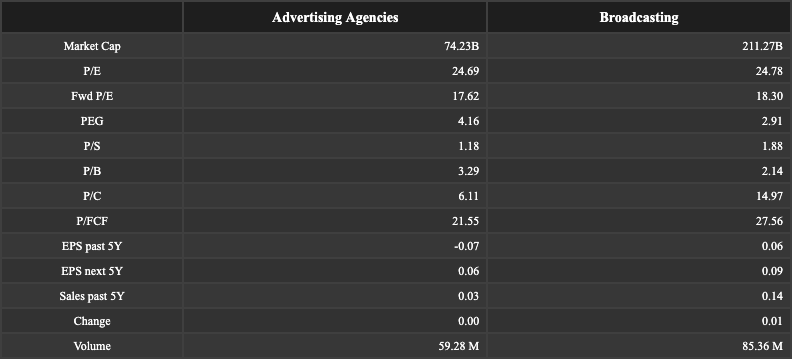 Advertising Agencies Broadcasting
Market Cap 74.23B 211.27B
P/E 24.69 24.78
Fwd P/E 17.62 18.30
PEG 4.16 2.91
P/S 1.18 1.88
P/B 3.29 2.14
P/C 6.11 14.97
P/FCF 21.55 27.56
EPS past 5Y -0.07 0.06
EPS next 5Y 0.06 0.09
Sales past 5Y 0.03 0.14
Change 0.00 0.01
Volume 59.28 M 85.36 M